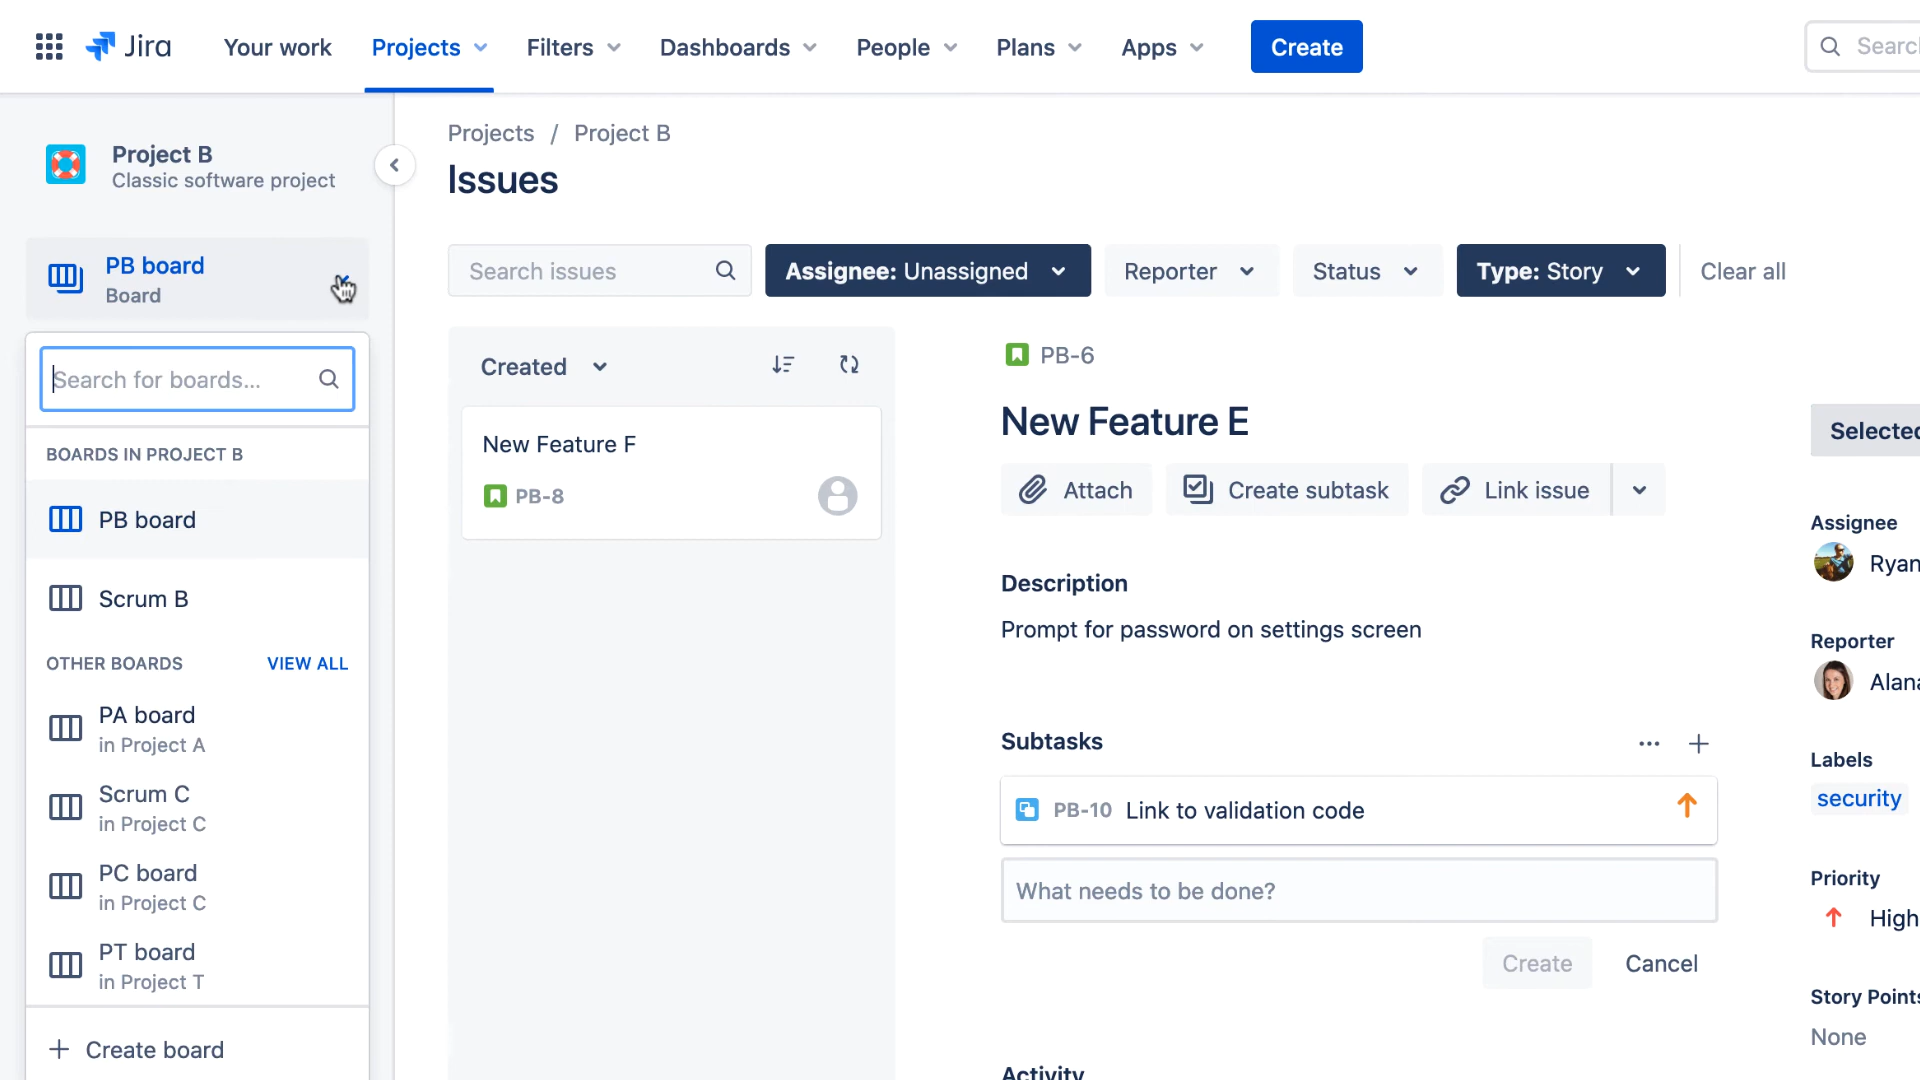 Jira
Your work
Projects
Filters
Dashboards
People
Plans
Apps
Create
Project B
Classic software project
PB board
Board
Search for boards...
BOARDS IN PROJECT B
PB board
Scrum B
OTHER BOARDS
VIEW ALL
PA board
in Project A
Scrum C
in Project C
PC board
in Project C
PT board
in Project T
Create board
Projects / Project B
Issues
Search issues
Assignee: Unassigned
Reporter
Status
Type: Story
Clear all
Created
New Feature F
PB-8
PB-6
New Feature E
Attach
Create subtask
Link issue
Description
Prompt for password on settings screen
Subtasks
PB-10 Link to validation code
What needs to be done?
Create
Cancel
Activity
Selected
Assignee
Ryan
Reporter
Alana
Labels
security
Priority
High
Story Points
None